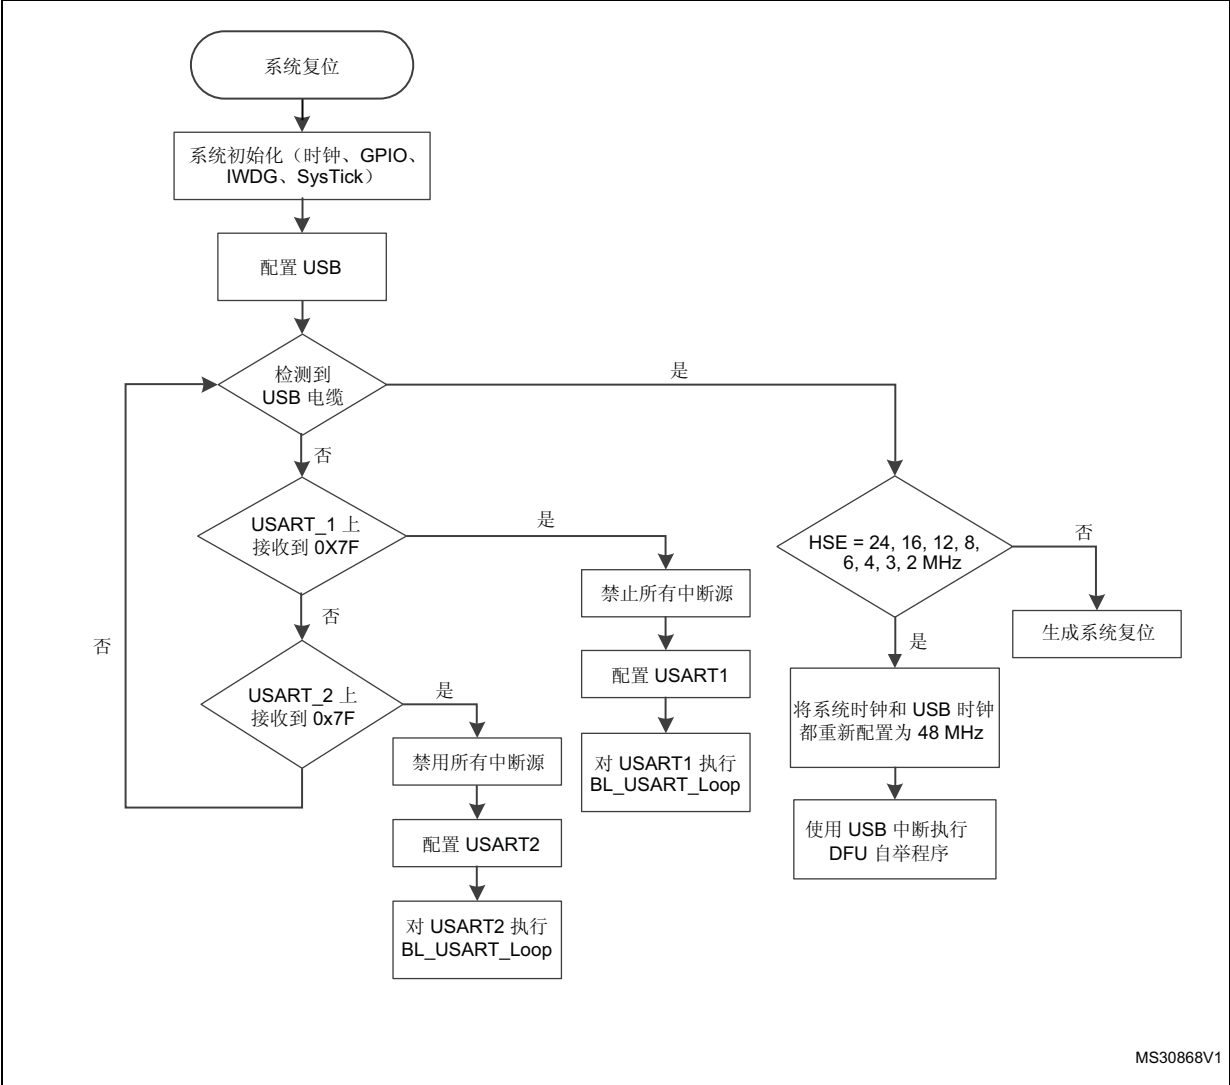 系统复位
系统初始化（时钟、GPIO、
IWDG、SysTick）
配置 USB
检测到
USB 电缆
是
否
USART_1 上
接收到 0X7F
是
否
HSE = 24, 16, 12, 8,
6, 4, 3, 2 MHz
否
是
生成系统复位
禁止所有中断源
配置 USART1
对 USART1 执行
BL_USART_Loop
否
USART_2 上
接收到 0x7F
是
将系统时钟和 USB 时钟
都重新配置为 48 MHz
禁用所有中断源
配置 USART2
对 USART2 执行
BL_USART_Loop
使用 USB 中断执行
DFU 自举程序
MS30868V1